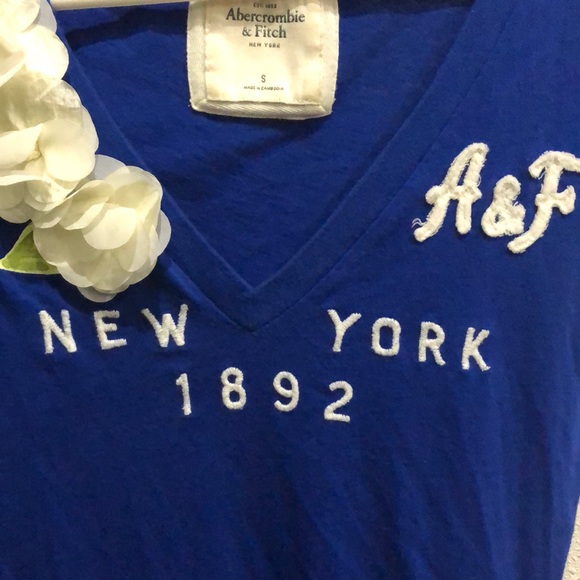 EST. 1892
Abercrombie
& Fitch
NEW YORK
S
MADE IN CAMBODIA
A&F
NEW YORK
1892